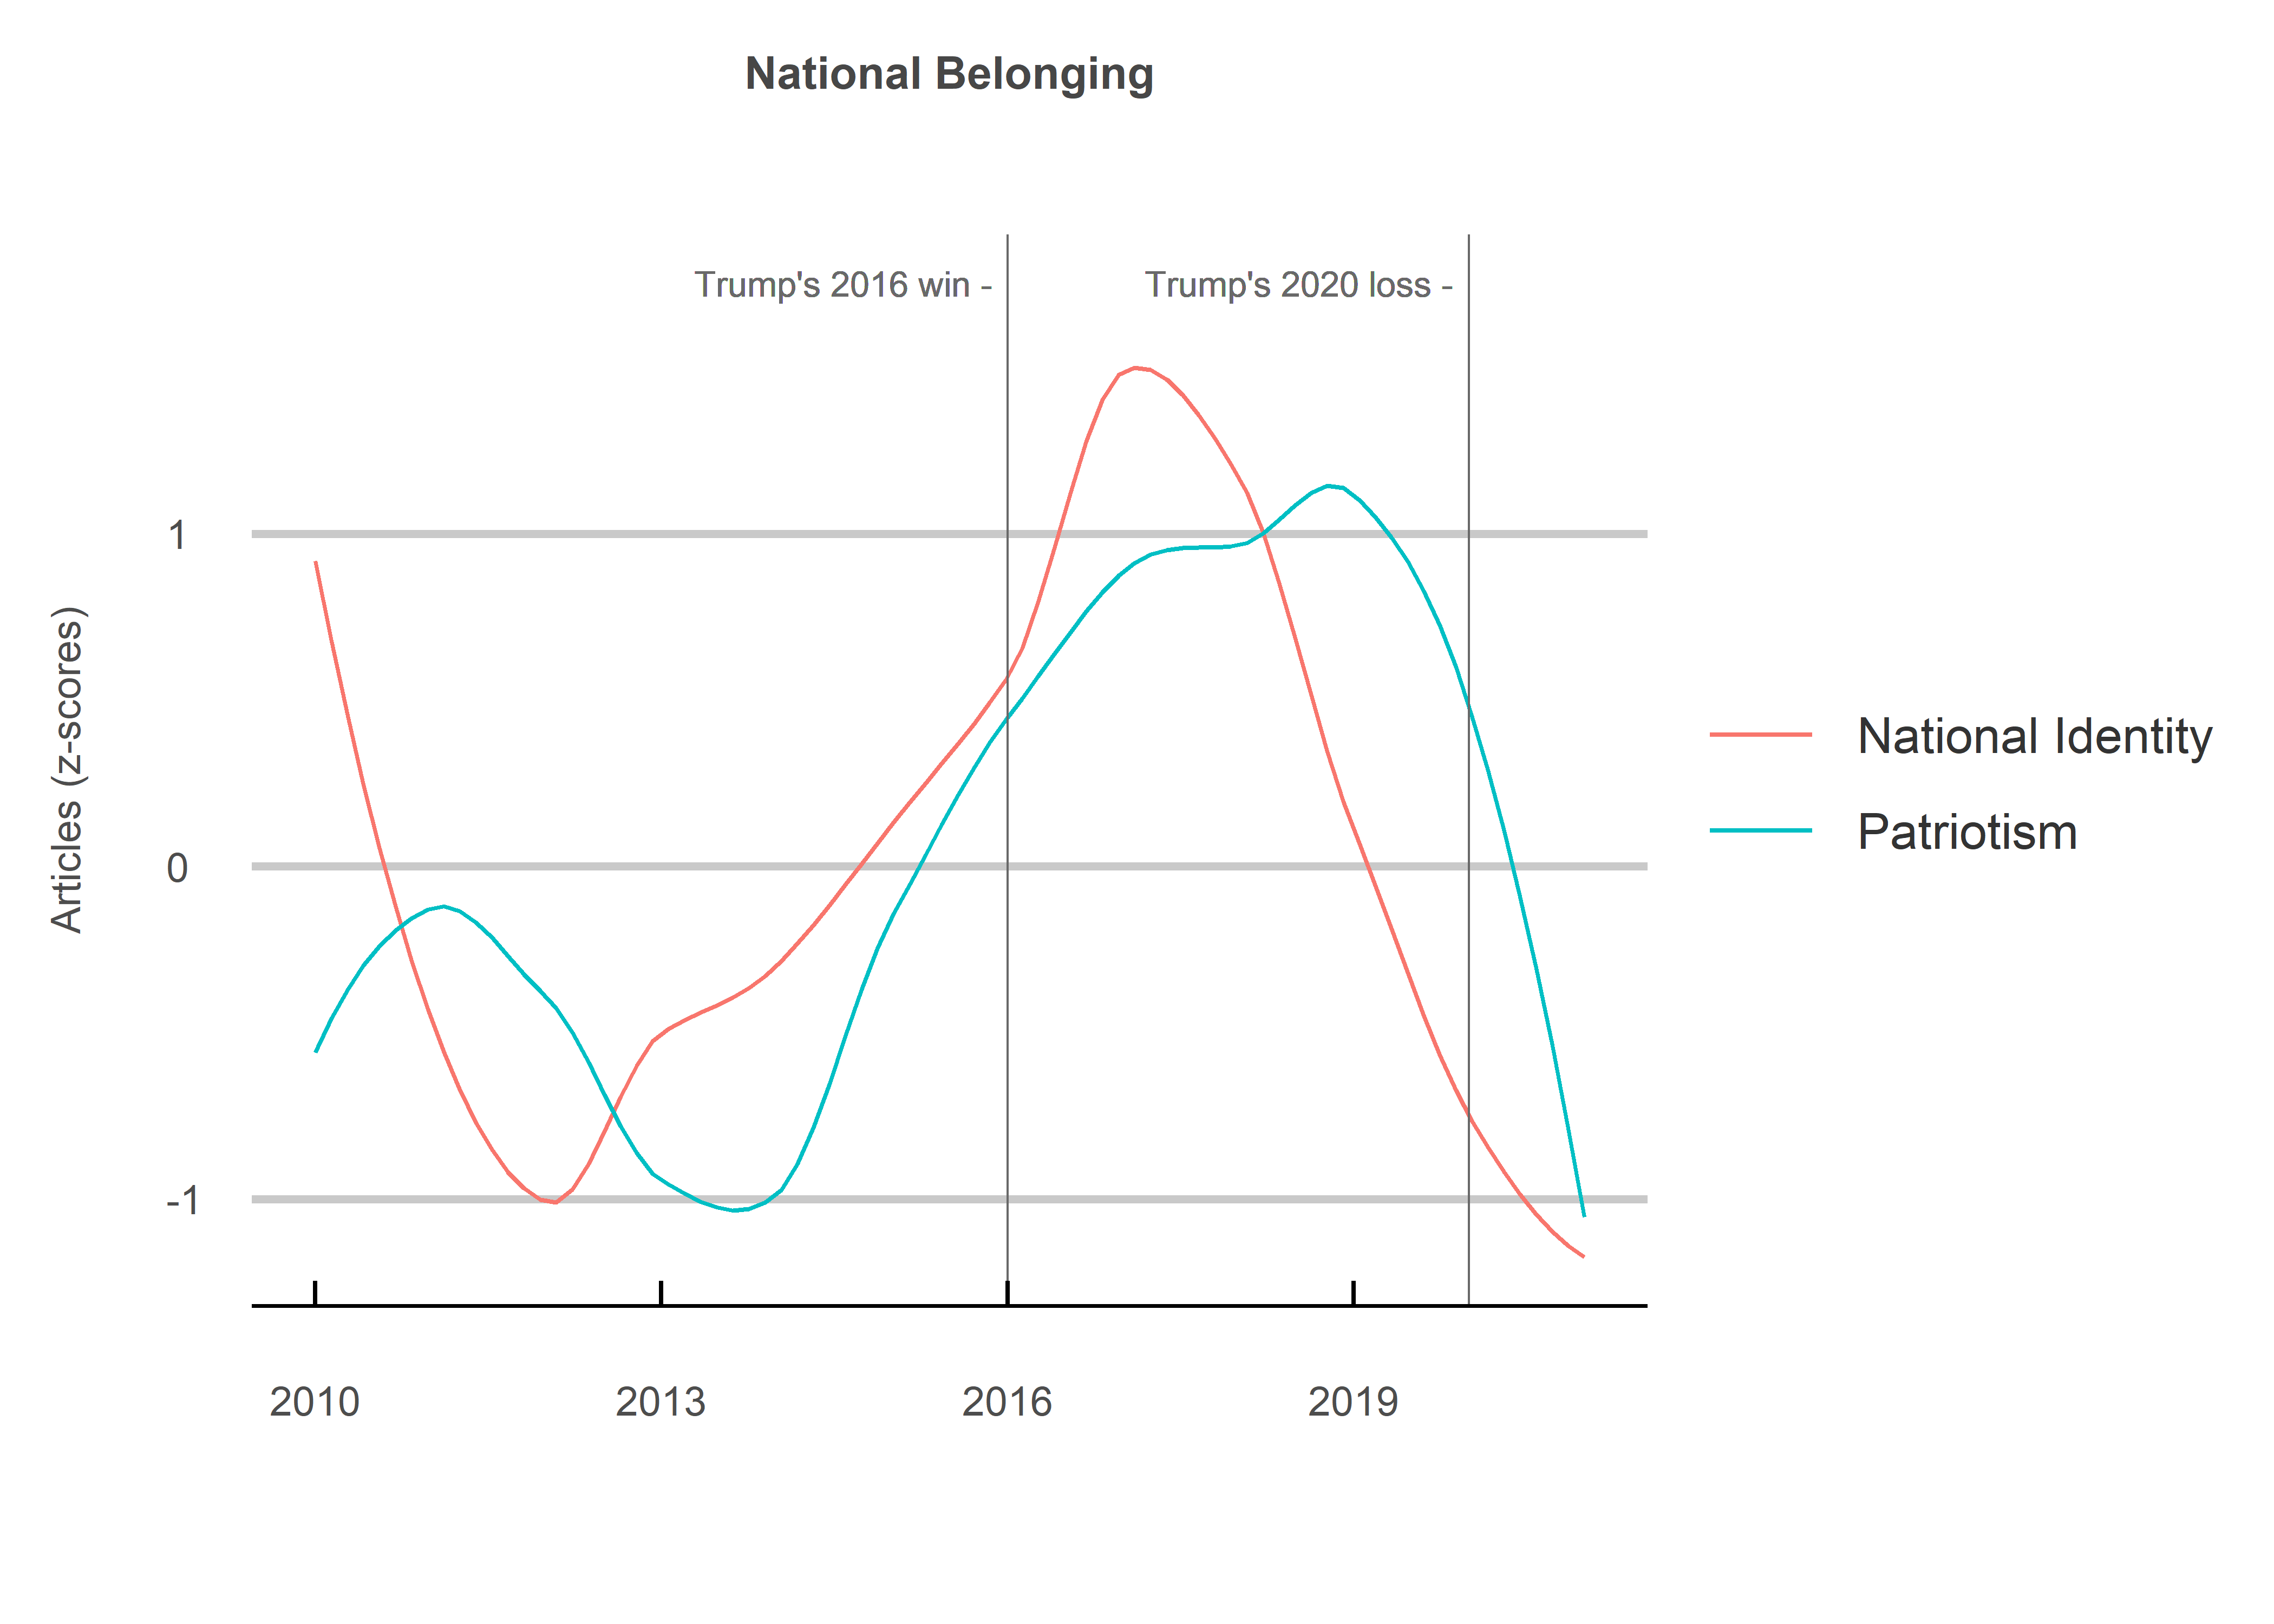 National Belonging
Trump's 2016 win -
Trump's 2020 loss -
Articles (z-scores)
1
0
-1
National Identity
Patriotism
2010
2013
2016
2019